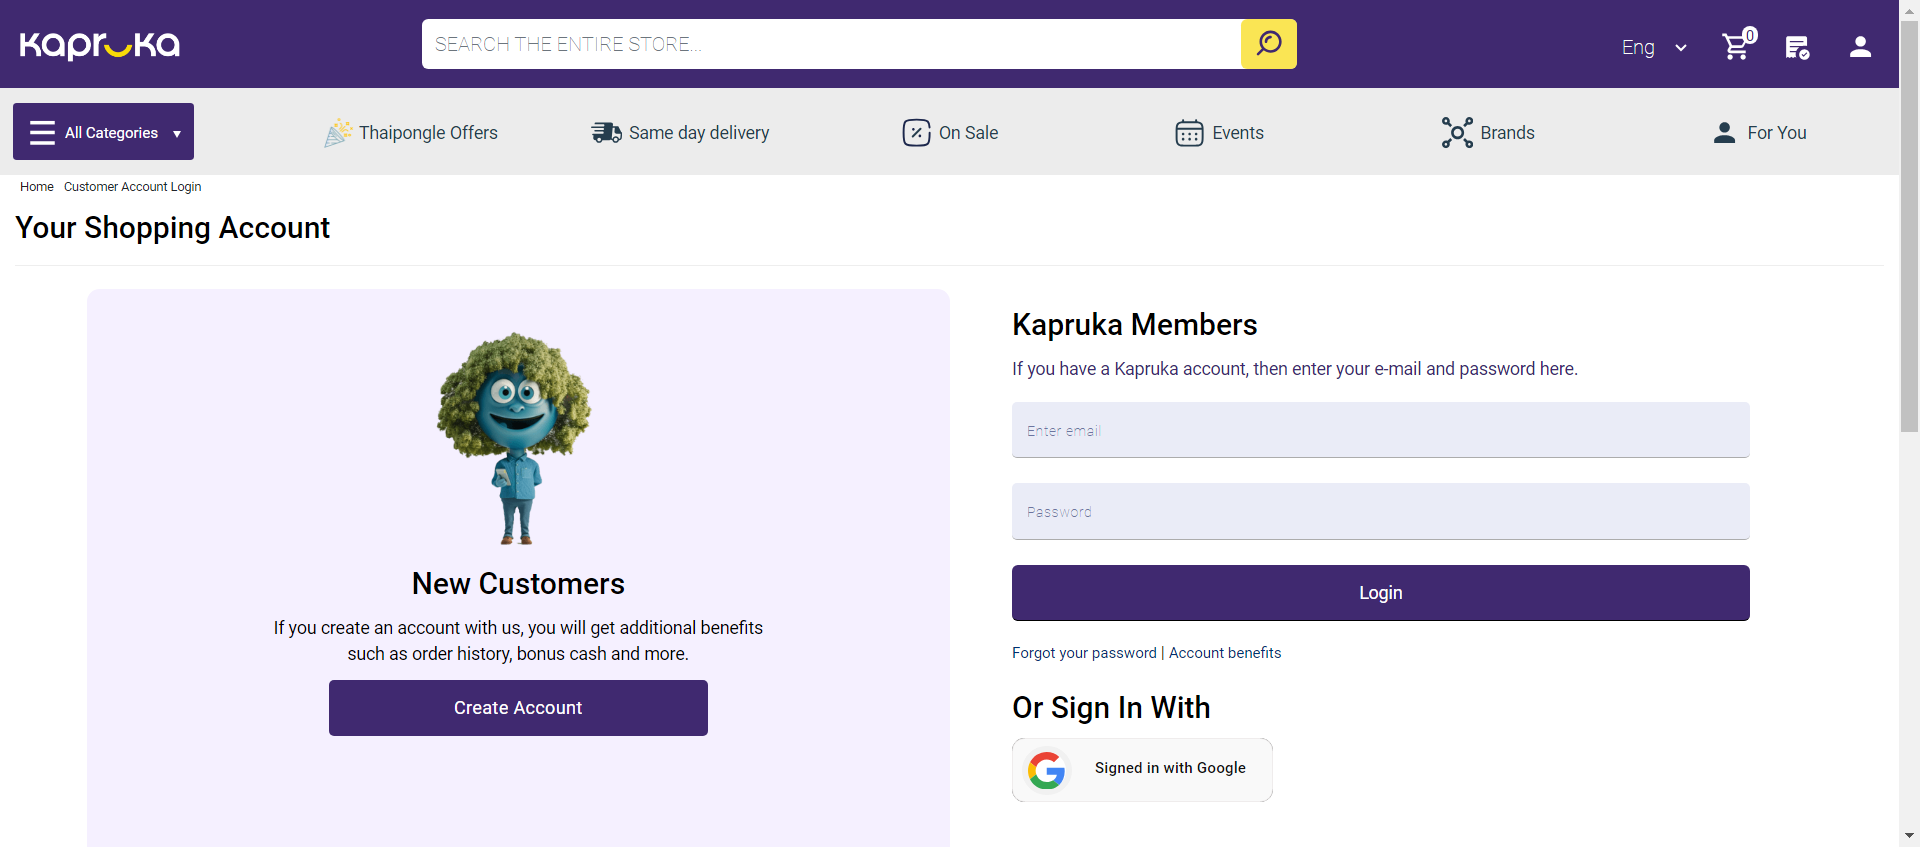 kapruka
SEARCH THE ENTIRE STORE...
Eng
0
All Categories
Thaipongle Offers
Same day delivery
On Sale
Events
Brands
For You
Home Customer Account Login
Your Shopping Account
New Customers
If you create an account with us, you will get additional benefits
such as order history, bonus cash and more.
Create Account
Kapruka Members
If you have a Kapruka account, then enter your e-mail and password here.
Enter email
Password
Login
Forgot your password | Account benefits
Or Sign In With
Signed in with Google